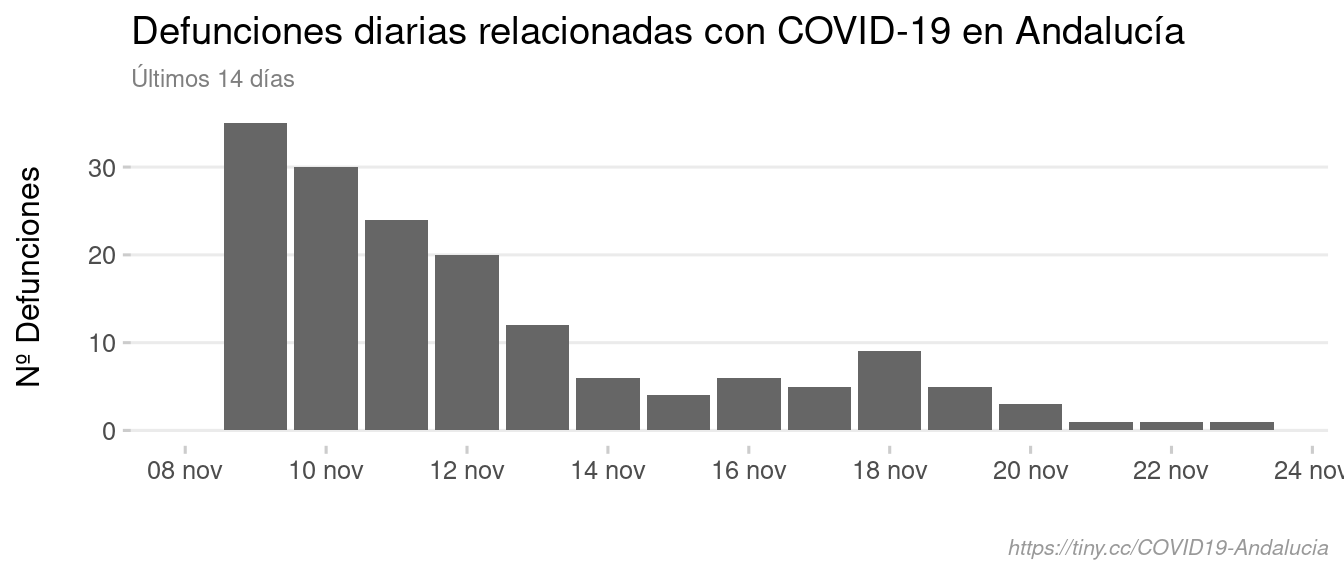 Defunciones diarias relacionadas con COVID-19 en Andalucía
Últimos 14 días
Nº Defunciones
30
20
10
0
08 nov 10 nov 12 nov 14 nov 16 nov 18 nov 20 nov 22 nov 24 nov
https://tiny.cc/COVID19-Andalucia